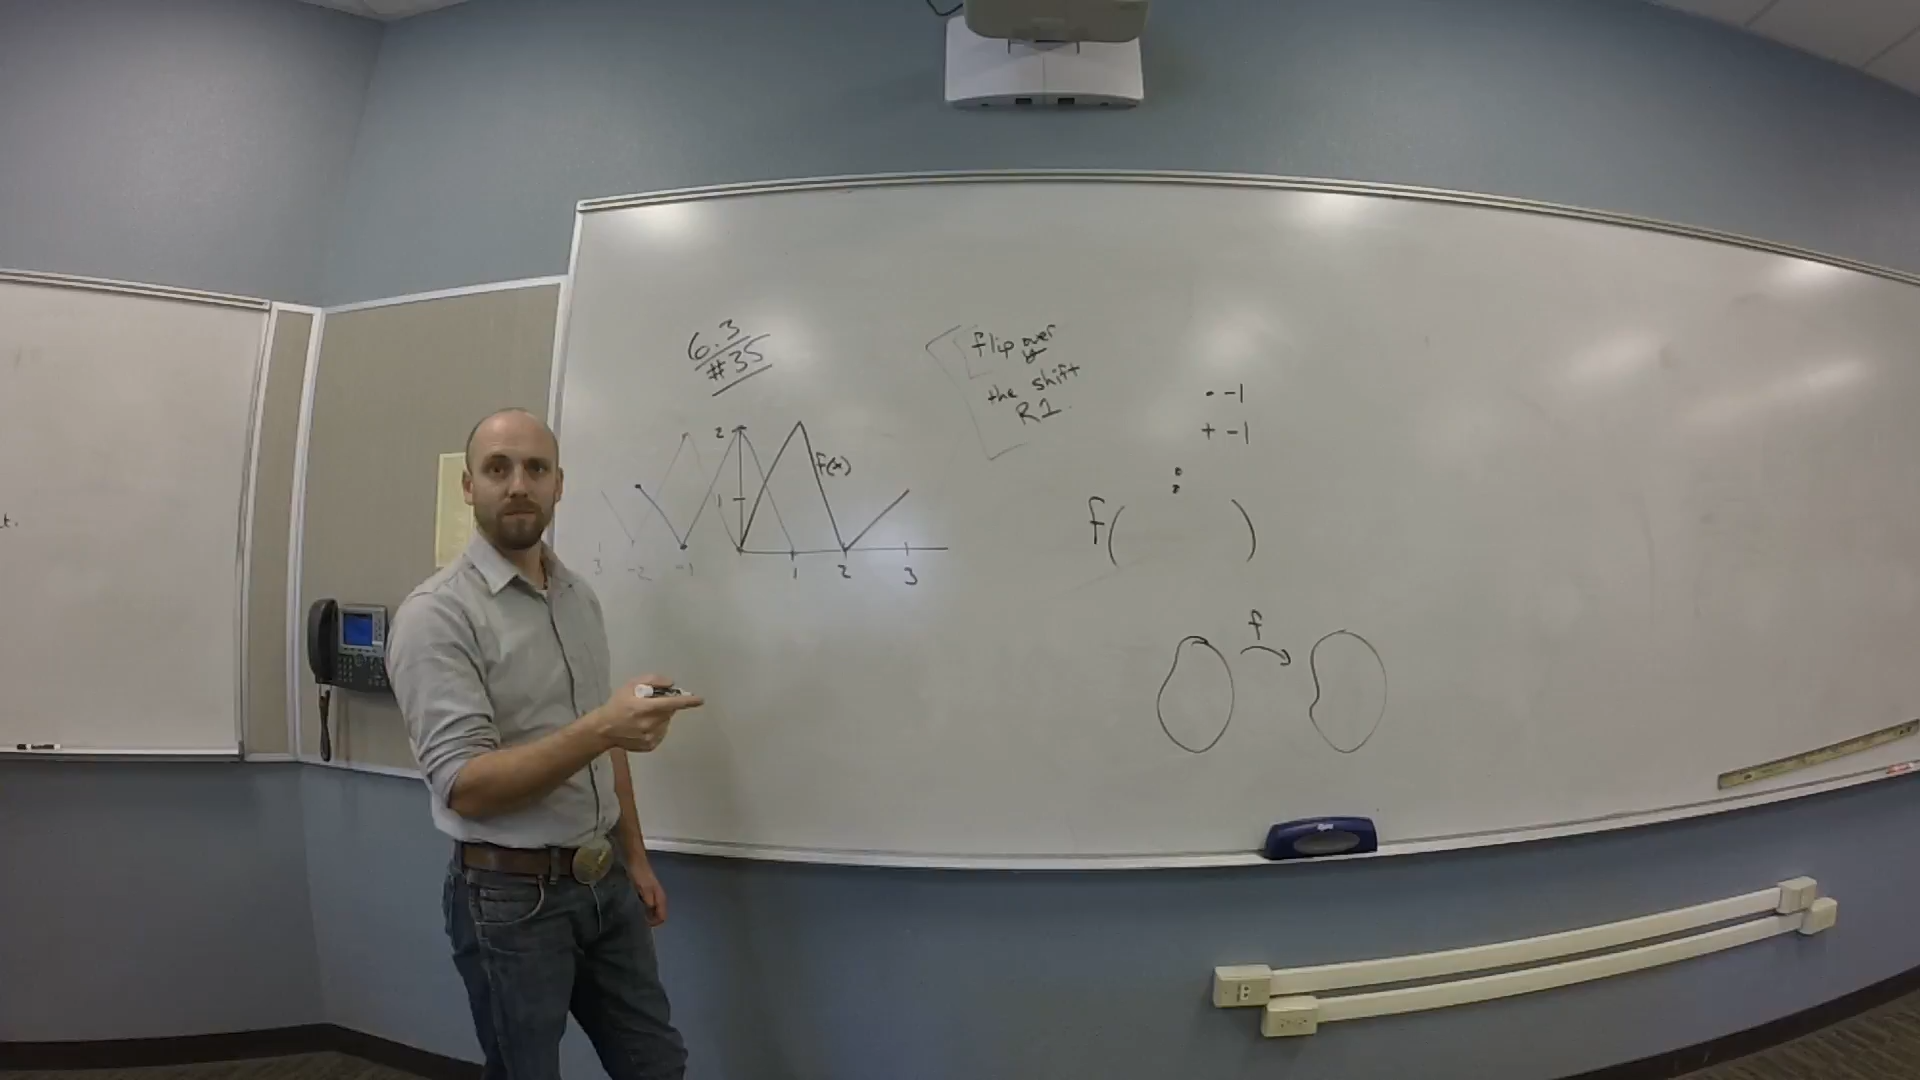 t.
6.3
#35
flip over
y
the shift
R1.
• -1
+ -1
2
f(x)
1
:
f( )
3 -2 -1 1 2 3
f